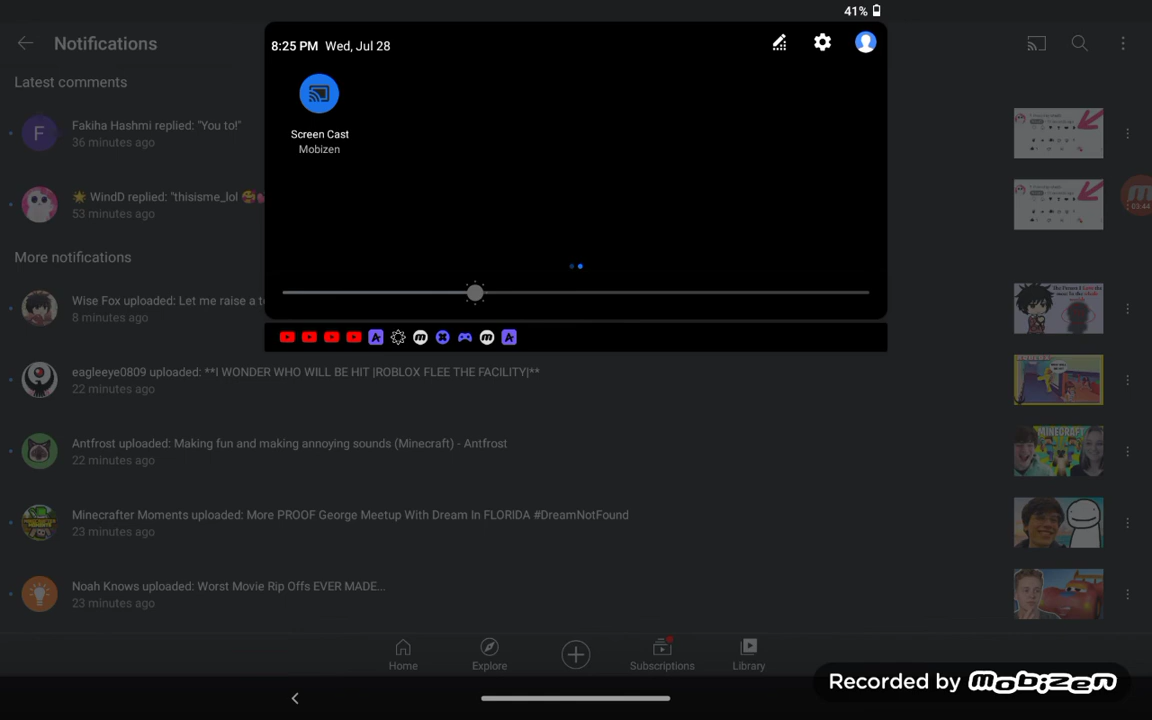 41%
8:25 PM Wed, Jul 28
Notifications
Latest comments
Screen Cast
Mobizen
F
Fakiha Hashmi replied: "You to!"
36 minutes ago
🌟 WindD replied: "thisisme_lol 🥰
53 minutes ago
03:44
More notifications
Wise Fox uploaded: Let me raise a t
8 minutes ago
eagleeye0809 uploaded: **I WONDER WHO WILL BE HIT |ROBLOX FLEE THE FACILITY|**
22 minutes ago
Antfrost uploaded: Making fun and making annoying sounds (Minecraft) - Antfrost
22 minutes ago
MINECRAFT
Minecrafter Moments uploaded: More PROOF George Meetup With Dream In FLORIDA #DreamNotFound
23 minutes ago
Noah Knows uploaded: Worst Movie Rip Offs EVER MADE...
23 minutes ago
Home
Explore
Subscriptions
Library
Recorded by mobizen